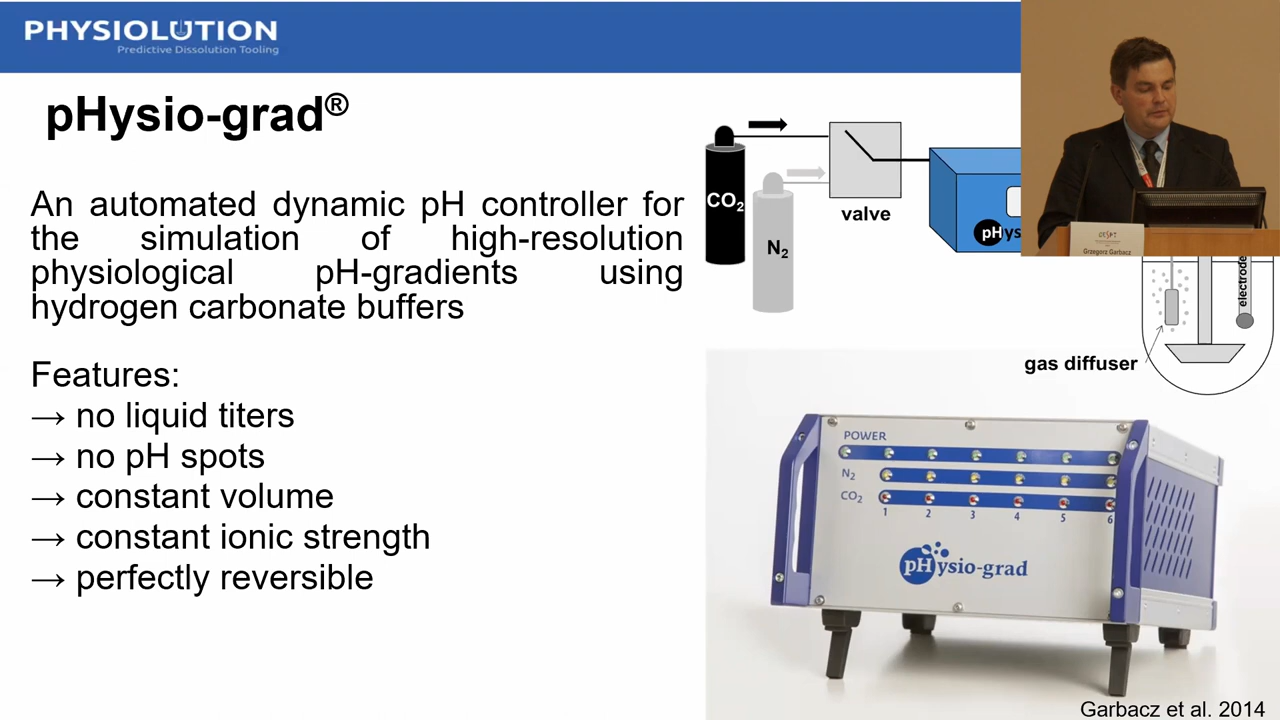 PHYSIOLUTION
Predictive Dissolution Tooling
pHysio-grad®
An automated dynamic pH controller for
the simulation of high-resolution
physiological pH-gradients using
hydrogen carbonate buffers
Features:
→ no liquid titers
→ no pH spots
→ constant volume
→ constant ionic strength
→ perfectly reversible
CO₂
N₂
valve
pHys
electrode
gas diffuser
Grzegorz Garbacz
POWER
N₂
CO₂
1 2 3 4 5 6
pHysio-grad
Garbacz et al. 2014